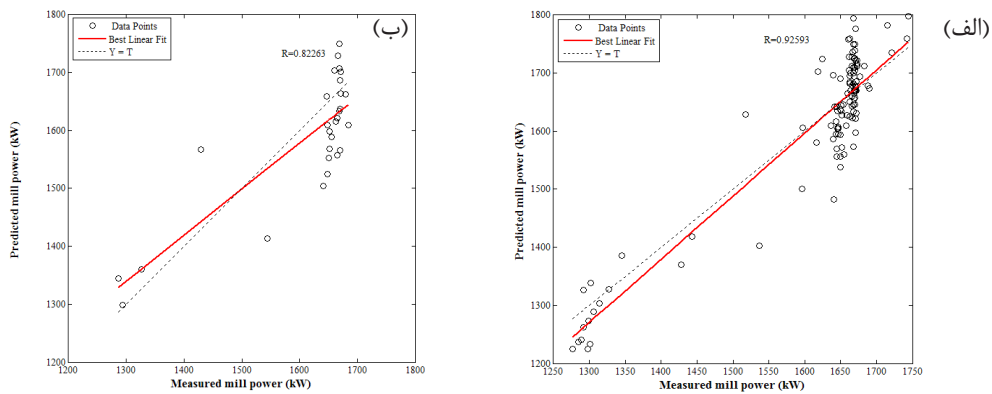 (الف)
Data Points
Best Linear Fit
Y = T
R=0.92593
Predicted mill power (kW)
1800
1700
1600
1500
1400
1300
1200
1250 1300 1350 1400 1450 1500 1550 1600 1650 1700 1750
Measured mill power (kW)
(ب)
Data Points
Best Linear Fit
Y = T
R=0.82263
Predicted mill power (kW)
1800
1700
1600
1500
1400
1300
1200
1200 1300 1400 1500 1600 1700 1800
Measured mill power (kW)